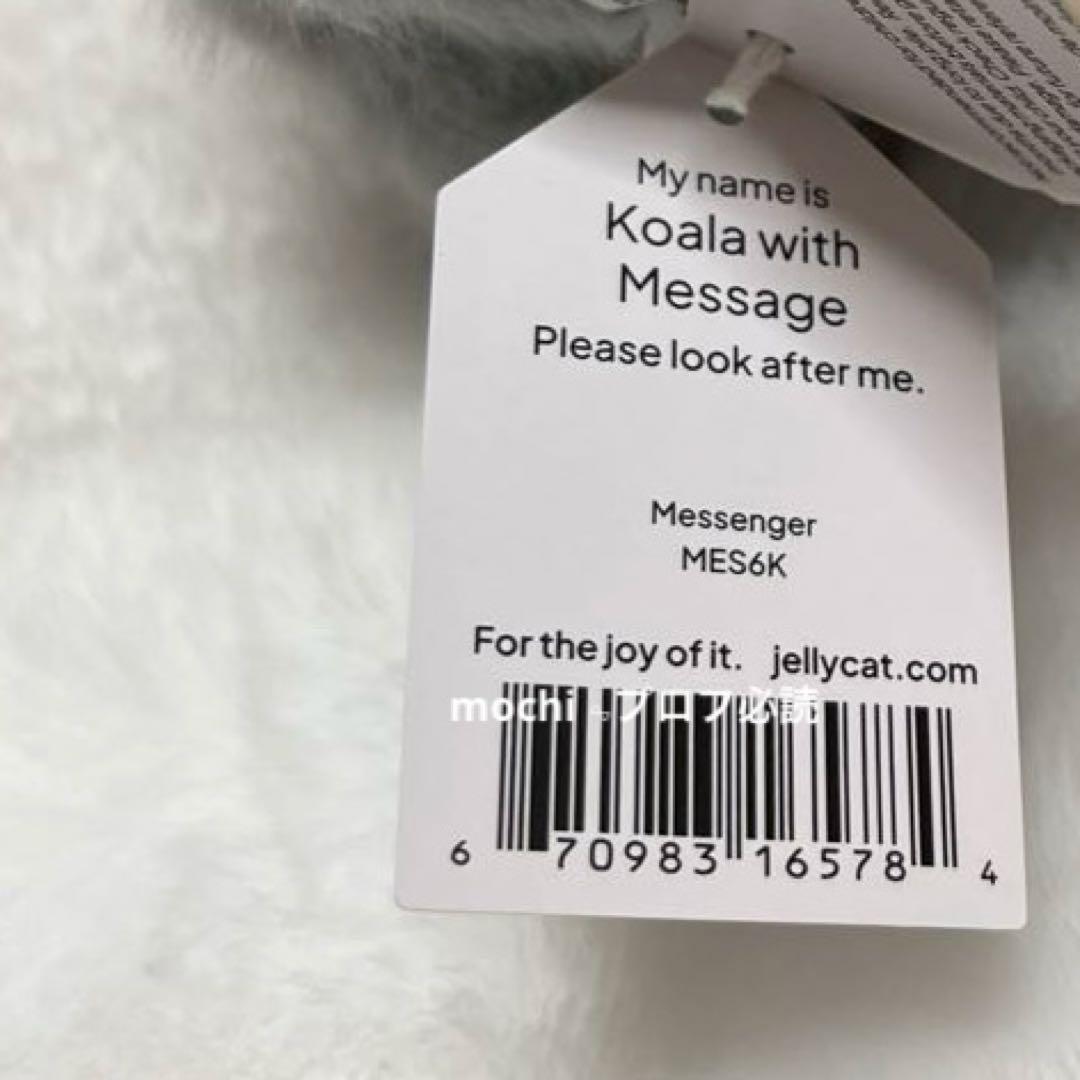 My name is
Koala with
Message
Please look after me.
Messenger
MES6K
For the joy of it. jellycat.com
mochi プロフ必読
6 70983 16578 4